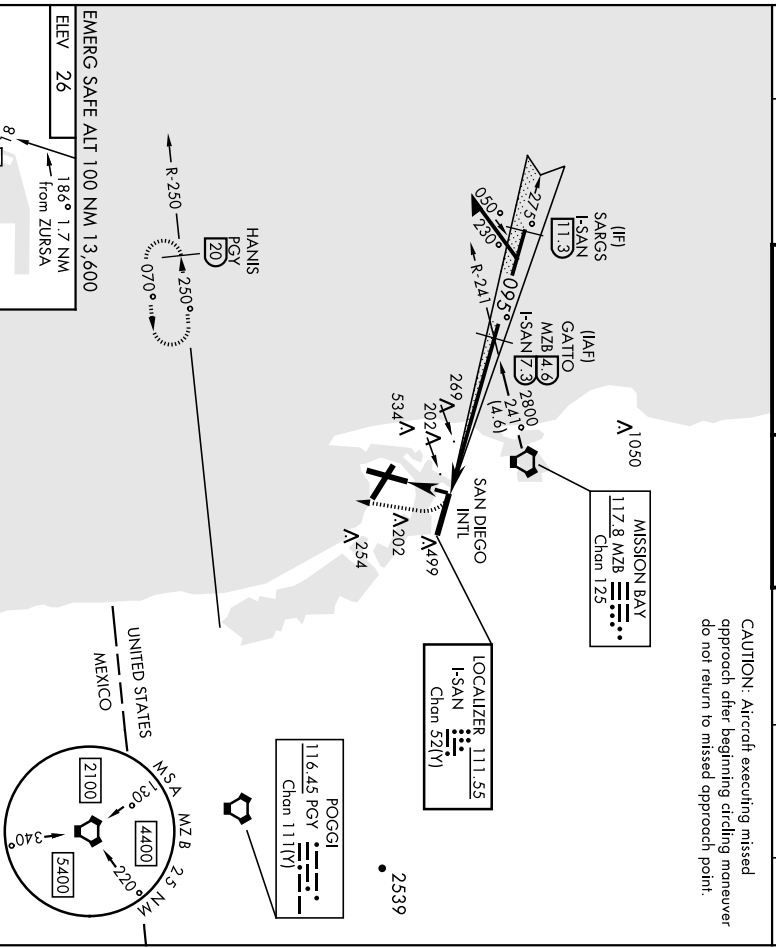 CAUTION: Aircraft executing missed
approach after beginning circling maneuver
do not return to missed approach point.
1050
MISSION BAY
117.8 MZB
Chan 125
(IF)
SARGS
I-SAN
11.3
(IAF)
GATTO
MZB 4.6
I-SAN 7.3
2800
241°
(4.6)
275°
050°
230°
095°
R-241
269
202
534
SAN DIEGO
INTL
499
202
254
LOCALIZER 111.55
I-SAN
Chan 52(Y)
HANIS
PGY
20
R-250
250°
070°
POGGI
116.45 PGY
Chan 111(Y)
2539
UNITED STATES
MEXICO
MSA MZB 25 NM
130°
2100
4400
220°
340°
5400
EMERG SAFE ALT 100 NM 13,600
ELEV 26
186° 1.7 NM
from ZURSA